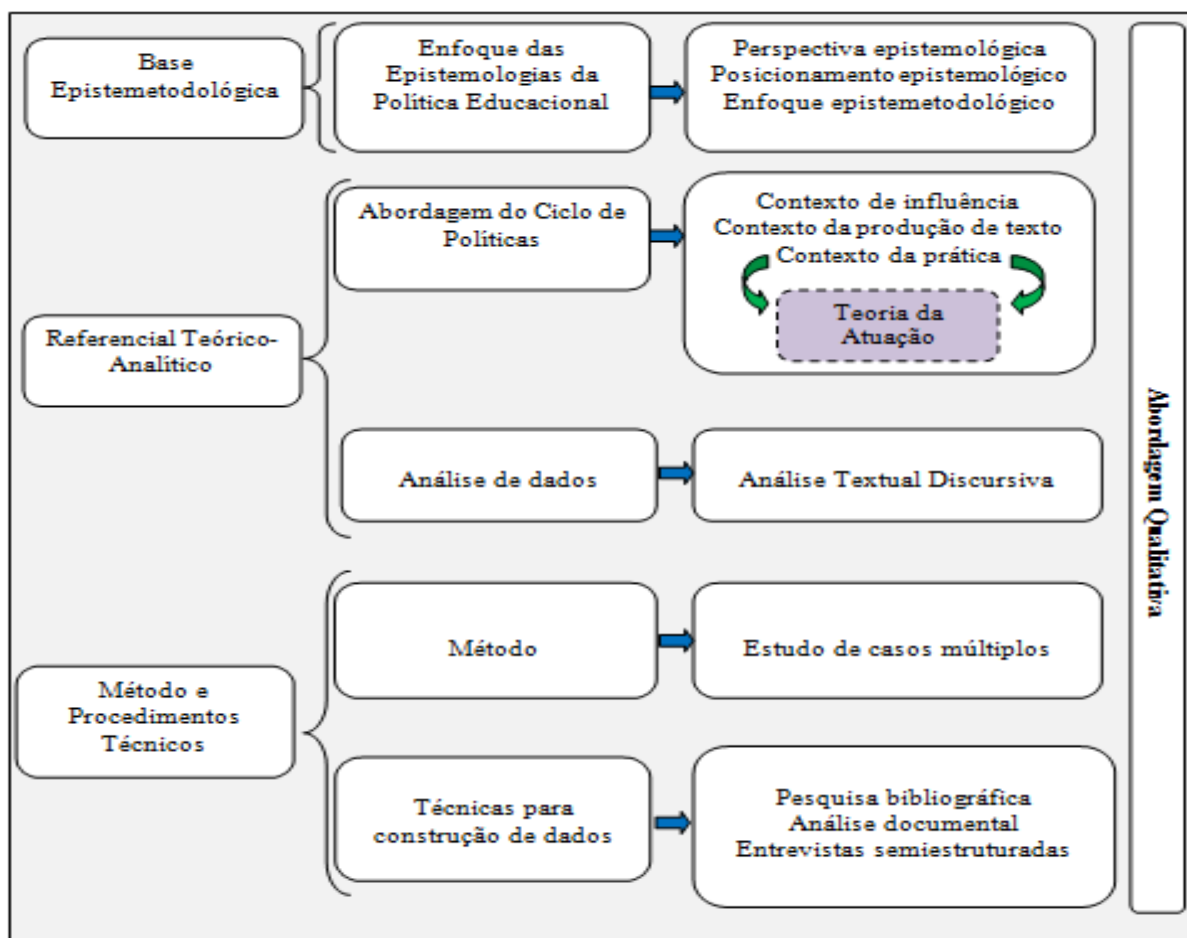 Base
Epistemetodológica
Enfoque das
Epistemologias da
Política Educacional
Perspectiva epistemológica
Posicionamento epistemológico
Enfoque epistemetodológico
Referencial Teórico-
Analítico
Abordagem do Ciclo de
Políticas
Contexto de influência
Contexto da produção de texto
Contexto da prática
Teoria da
Atuação
Análise de dados
Análise Textual Discursiva
Método e
Procedimentos
Técnicos
Método
Estudo de casos múltiplos
Técnicas para
construção de dados
Pesquisa bibliográfica
Análise documental
Entrevistas semiestruturadas
Abordagem Qualitativa